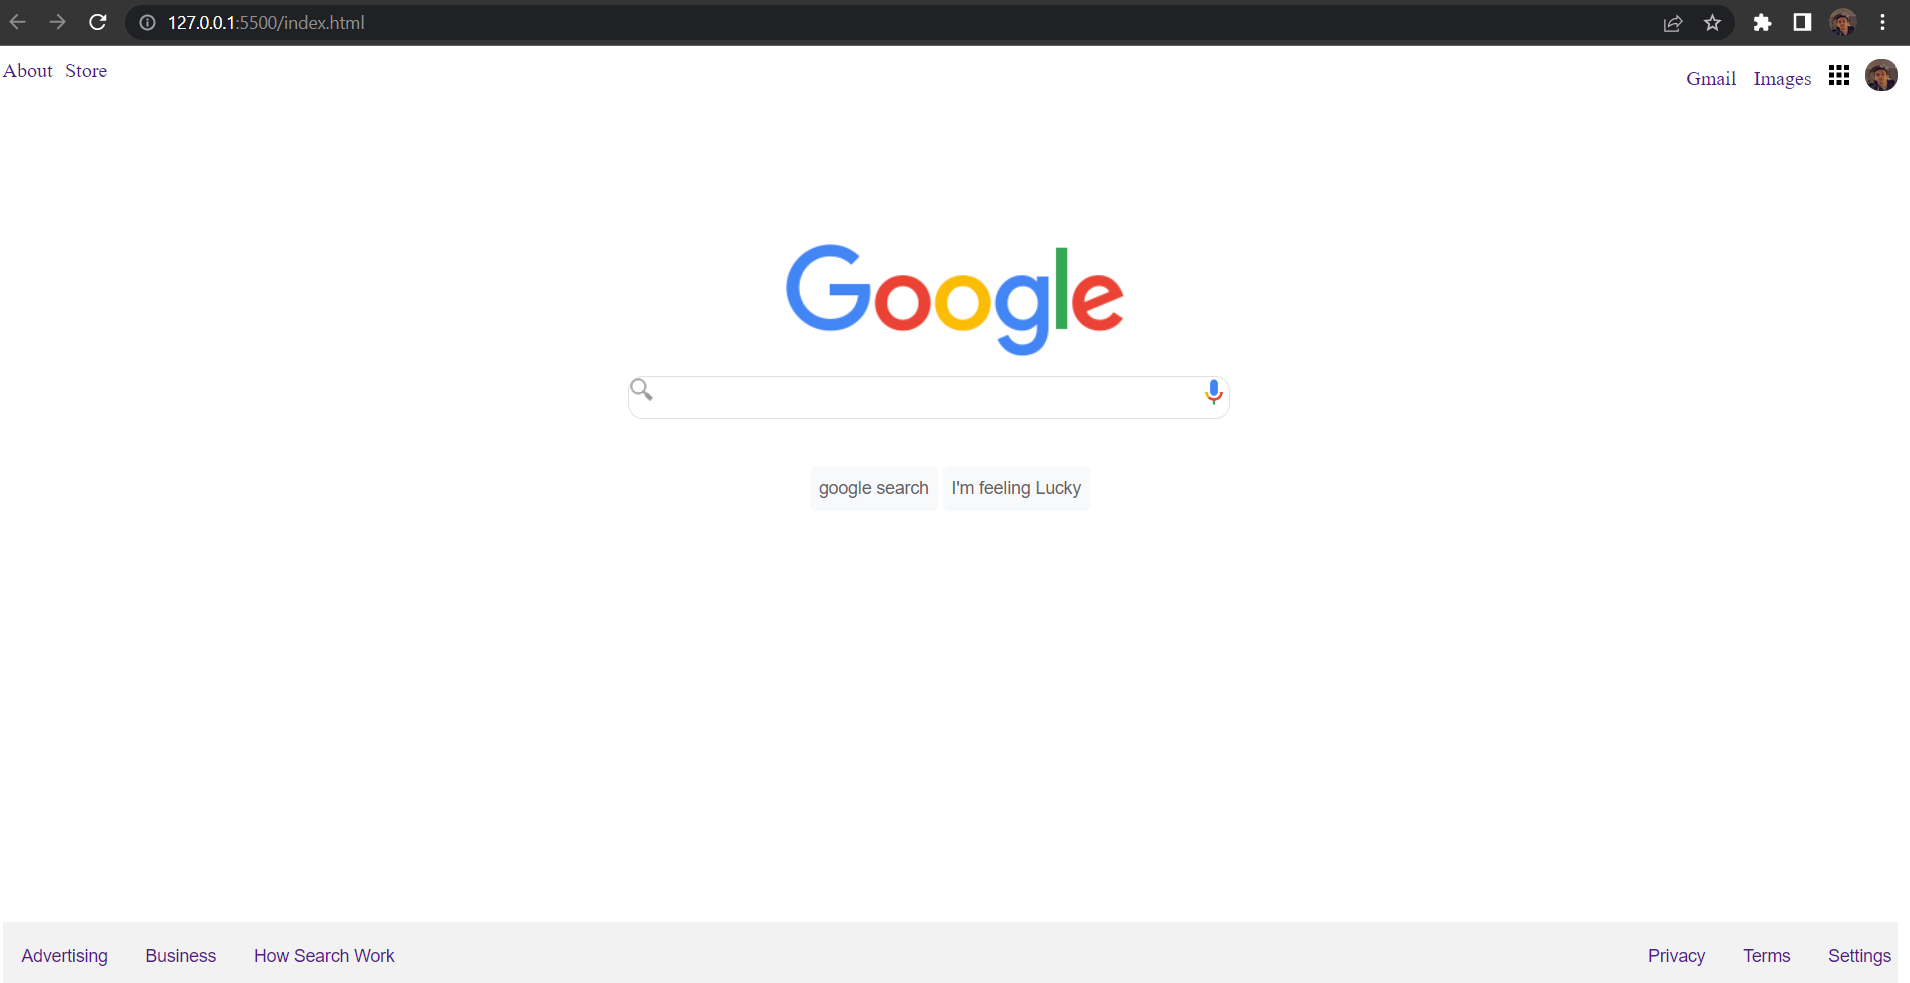 127.0.0.1:5500/index.html
About Store
Gmail Images
Google
google search I'm feeling Lucky
Advertising Business How Search Work
Privacy Terms Settings